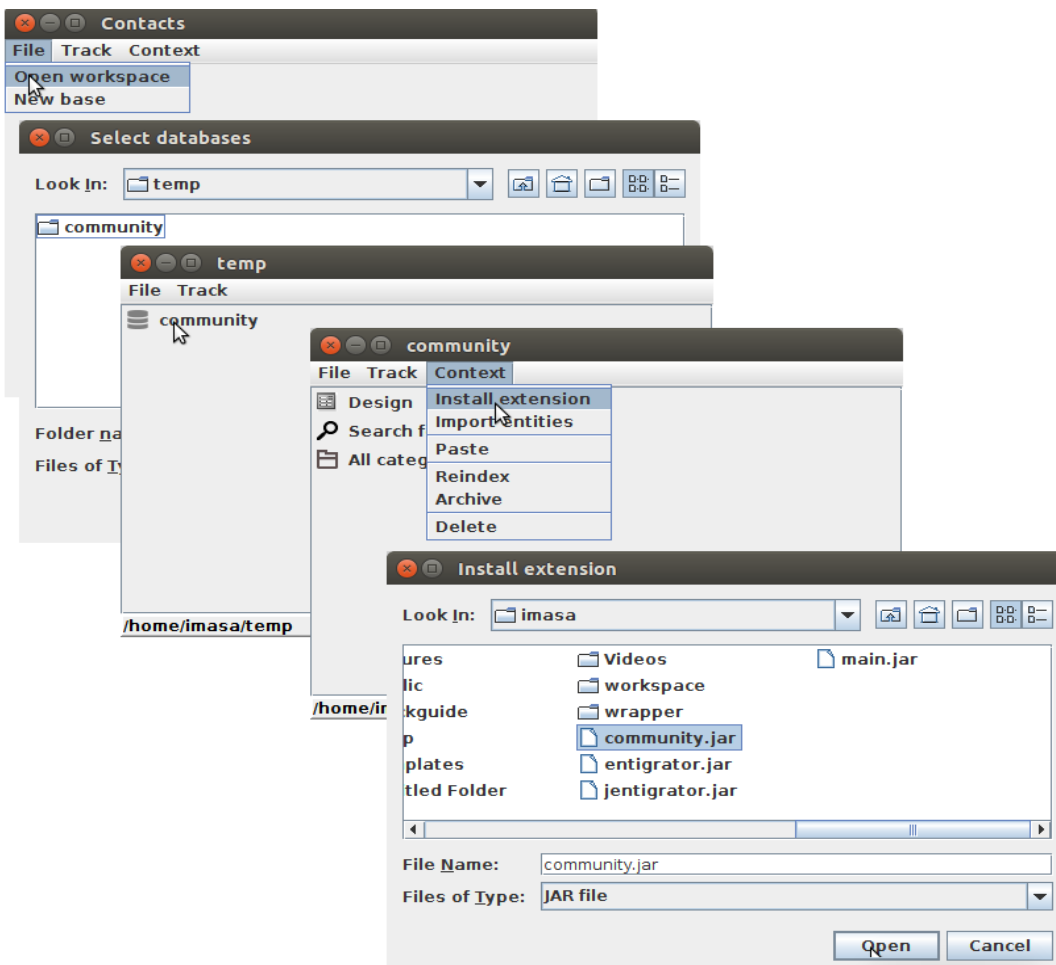 Contacts
File Track Context
Open workspace
New base
Select databases
Look In: temp
community
temp
File Track
community
/home/imasa/temp
community
File Track Context
Design
Search f
All categ
Install extension
Import entities
Paste
Reindex
Archive
Delete
Folder na
Files of Ty
/home/im
Install extension
Look In: imasa
ures Videos main.jar
lic workspace
kguide wrapper
p community.jar
plates entigrator.jar
tled Folder jentigrator.jar
File Name: community.jar
Files of Type: JAR file
Open Cancel